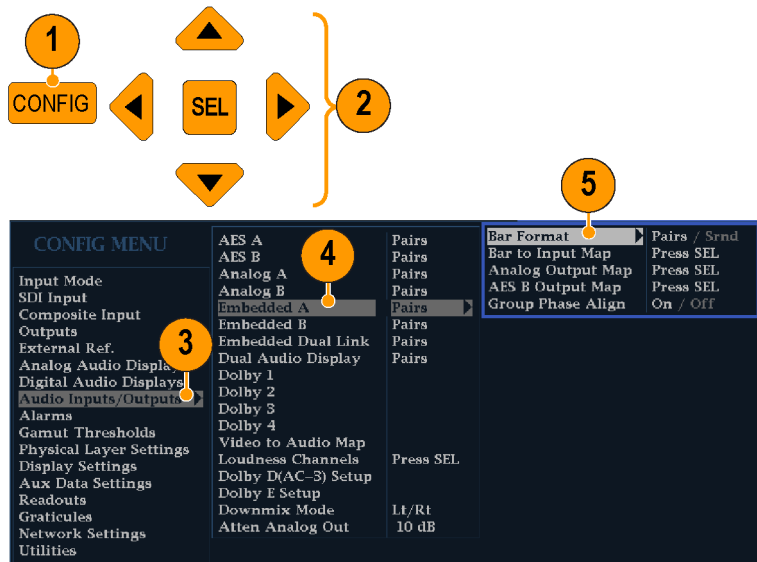 1
CONFIG
SEL
2
5
CONFIG MENU
Input Mode
SDI Input
Composite Input
Outputs
External Ref.
3
Analog Audio
Digital Audio Displays
Audio Inputs/Outputs
Alarms
Gamut Thresholds
Physical Layer Settings
Display Settings
Aux Data Settings
Readouts
Graticules
Network Settings
Utilities
4
AES A Pairs
AES B Pairs
Analog A Pairs
Analog B Pairs
Embedded A Pairs
Embedded B Pairs
Embedded Dual Link Pairs
Dual Audio Display Pairs
Dolby 1
Dolby 2
Dolby 3
Dolby 4
Video to Audio Map
Loudness Channels Press SEL
Dolby D(AC-3) Setup
Dolby E Setup
Downmix Mode Lt/Rt
Atten Analog Out 10 dB
Bar Format Pairs / Srnd
Bar to Input Map Press SEL
Analog Output Map Press SEL
AES B Output Map Press SEL
Group Phase Align On / Off